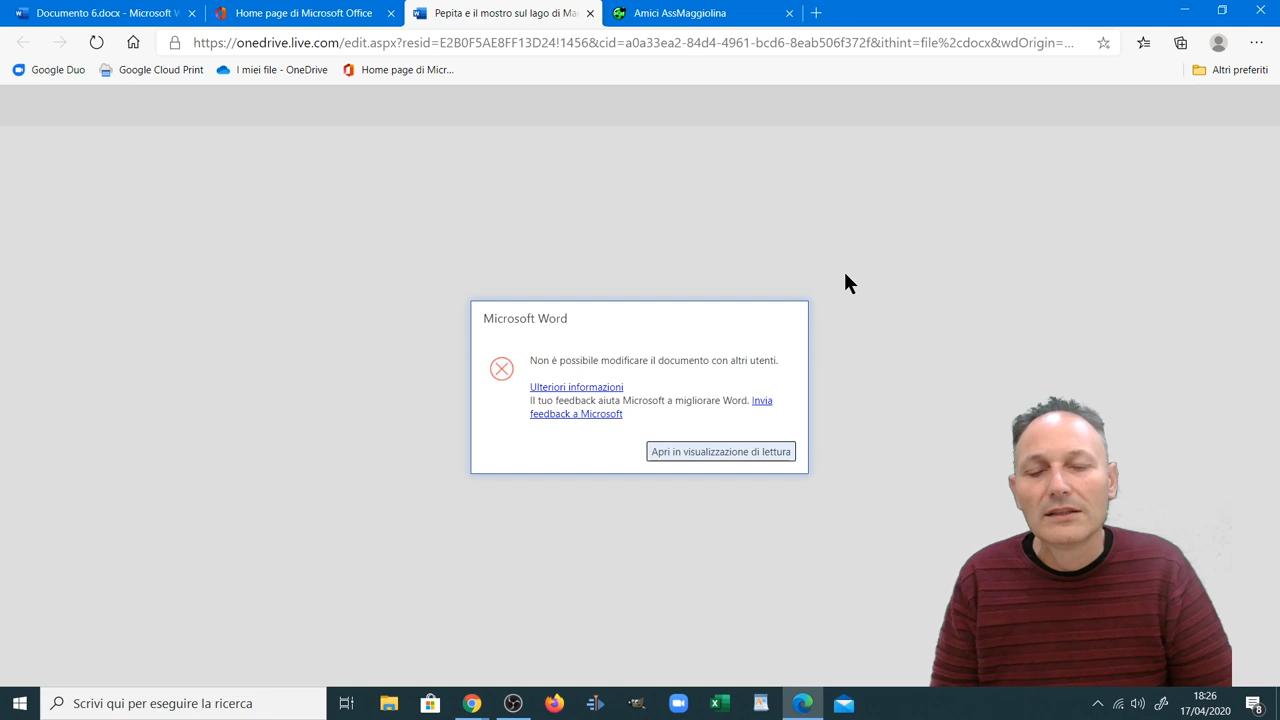 Documento 6.docx - Microsoft W
Home page di Microsoft Office
Pepita e il mostro sul lago di Ma
Amici AssMaggiolina
https://onedrive.live.com/edit.aspx?resid=E2B0F5AE8FF13D24!1456&cid=a0a33ea2-84d4-4961-bcd6-8eab506f372f&ithint=file%2cdocx&wdOrigin=...
Google Duo
Google Cloud Print
I miei file - OneDrive
Home page di Micr...
Altri preferiti
Microsoft Word
Non è possibile modificare il documento con altri utenti.
Ulteriori informazioni
Il tuo feedback aiuta Microsoft a migliorare Word. Invia
feedback a Microsoft
Apri in visualizzazione di lettura
Scrivi qui per eseguire la ricerca
18:26
17/04/2020
8